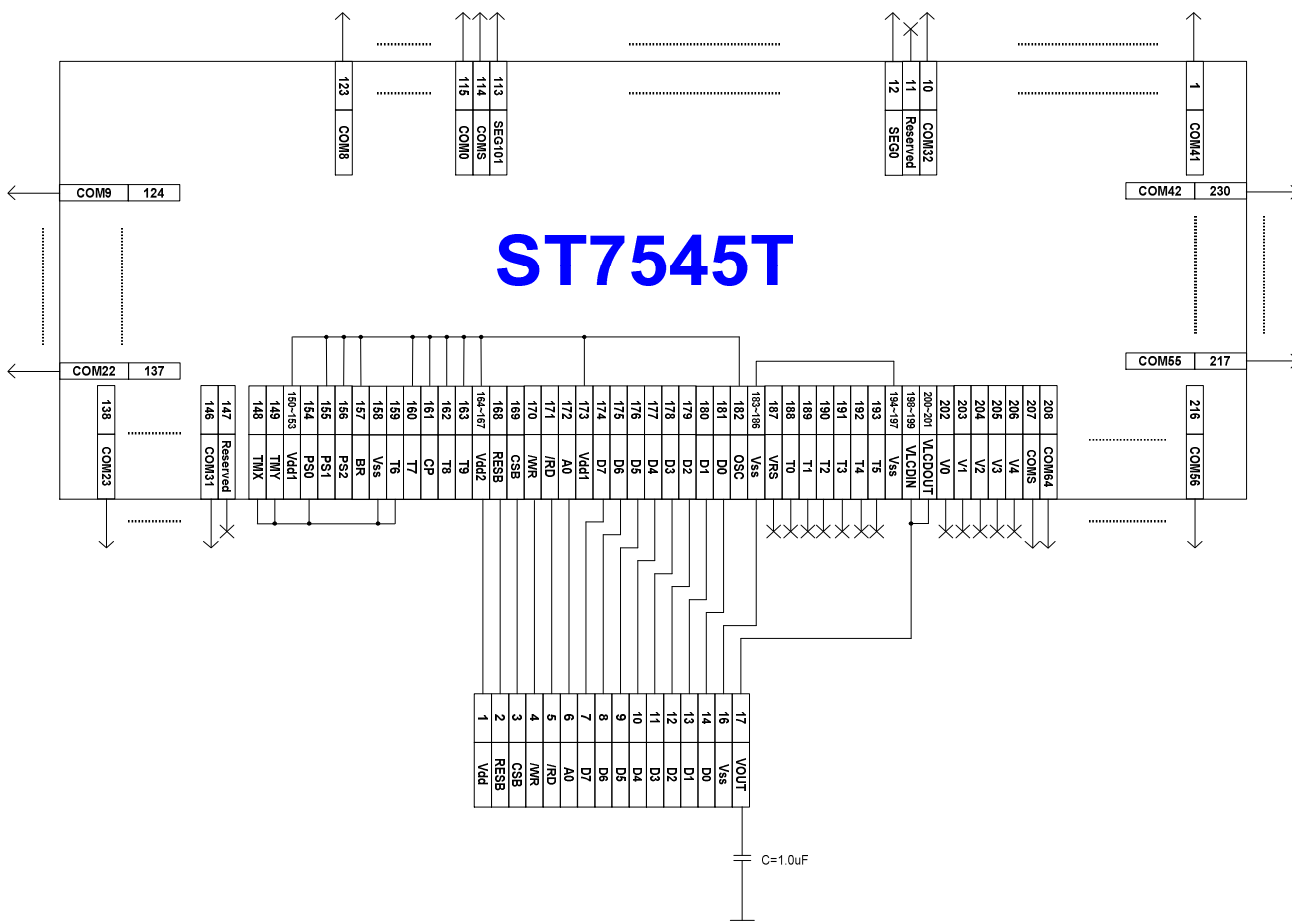 123 COM8
115 COM0
114 COMS
113 SEG101
12 SEG0
11 Reserved
10 COM32
1 COM41
COM9 124
COM42 230
ST7545T
COM22 137
COM55 217
138 COM23
146 COM31
147 Reserved
148 TMX
149 TMY
150~153 Vdd1
154 PS0
155 PS1
156 PS2
157 BR
158 Vss
159 T6
160 T7
161 CP
162 T8
163 T9
164~167 Vdd2
168 RESB
169 CSB
170 /WR
171 /RD
172 A0
173 Vdd1
174 D7
175 D6
176 D5
177 D4
178 D3
179 D2
180 D1
181 D0
182 OSC
183~186 Vss
187 VRS
188 T0
189 T1
190 T2
191 T3
192 T4
193 T5
194~197 Vss
198~199 VLCDIN
200~201 VLCDOUT
202 V0
203 V1
204 V2
205 V3
206 V4
207 COMS
208 COM64
216 COM56
1 Vdd
2 RESB
3 CSB
4 /WR
5 /RD
6 A0
7 D7
8 D6
9 D5
10 D4
11 D3
12 D2
13 D1
14 D0
16 Vss
17 VOUT
C=1.0uF